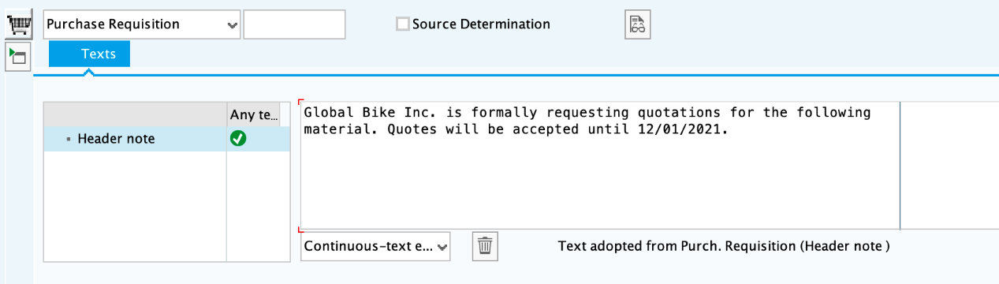 Purchase Requisition Source Determination
Texts
Any te...
Header note
Global Bike Inc. is formally requesting quotations for the following
material. Quotes will be accepted until 12/01/2021.
Continuous-text e... Text adopted from Purch. Requisition (Header note )